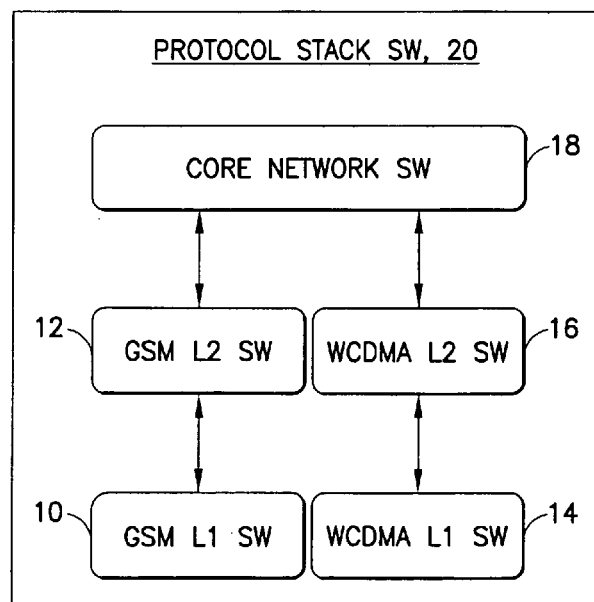 PROTOCOL STACK SW, 20
18
CORE NETWORK SW
12
GSM L2 SW
WCDMA L2 SW
16
10
GSM L1 SW
WCDMA L1 SW
14